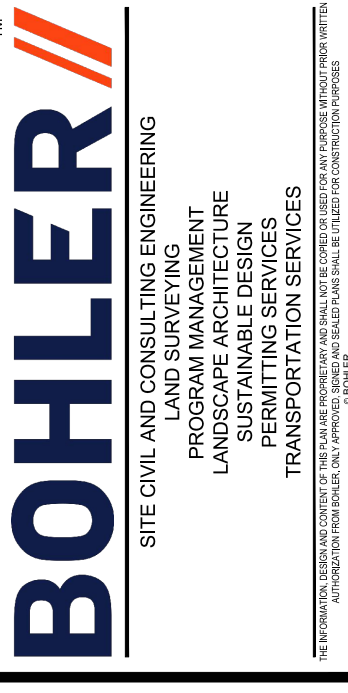 BOHLER//
TM
SITE CIVIL AND CONSULTING ENGINEERING
LAND SURVEYING
PROGRAM MANAGEMENT
LANDSCAPE ARCHITECTURE
SUSTAINABLE DESIGN
PERMITTING SERVICES
TRANSPORTATION SERVICES
THE INFORMATION, DESIGN AND CONTENT OF THIS PLAN ARE PROPRIETARY AND SHALL NOT BE COPIED OR USED FOR ANY PURPOSE WITHOUT PRIOR WRITTEN
AUTHORIZATION FROM BOHLER. ONLY APPROVED, SIGNED AND SEALED PLANS SHALL BE UTILIZED FOR CONSTRUCTION PURPOSES
© BOHLER